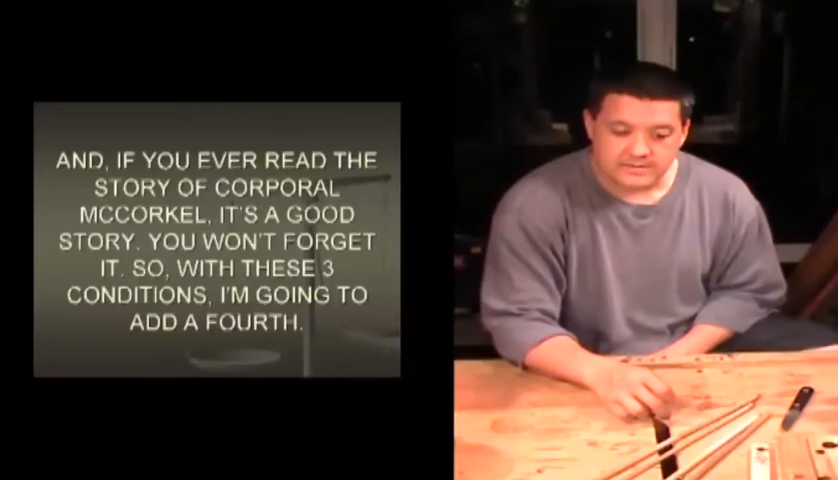 AND, IF YOU EVER READ THE
STORY OF CORPORAL
MCCORKEL, IT'S A GOOD
STORY. YOU WON'T FORGET
IT. SO, WITH THESE 3
CONDITIONS, I'M GOING TO
ADD A FOURTH.